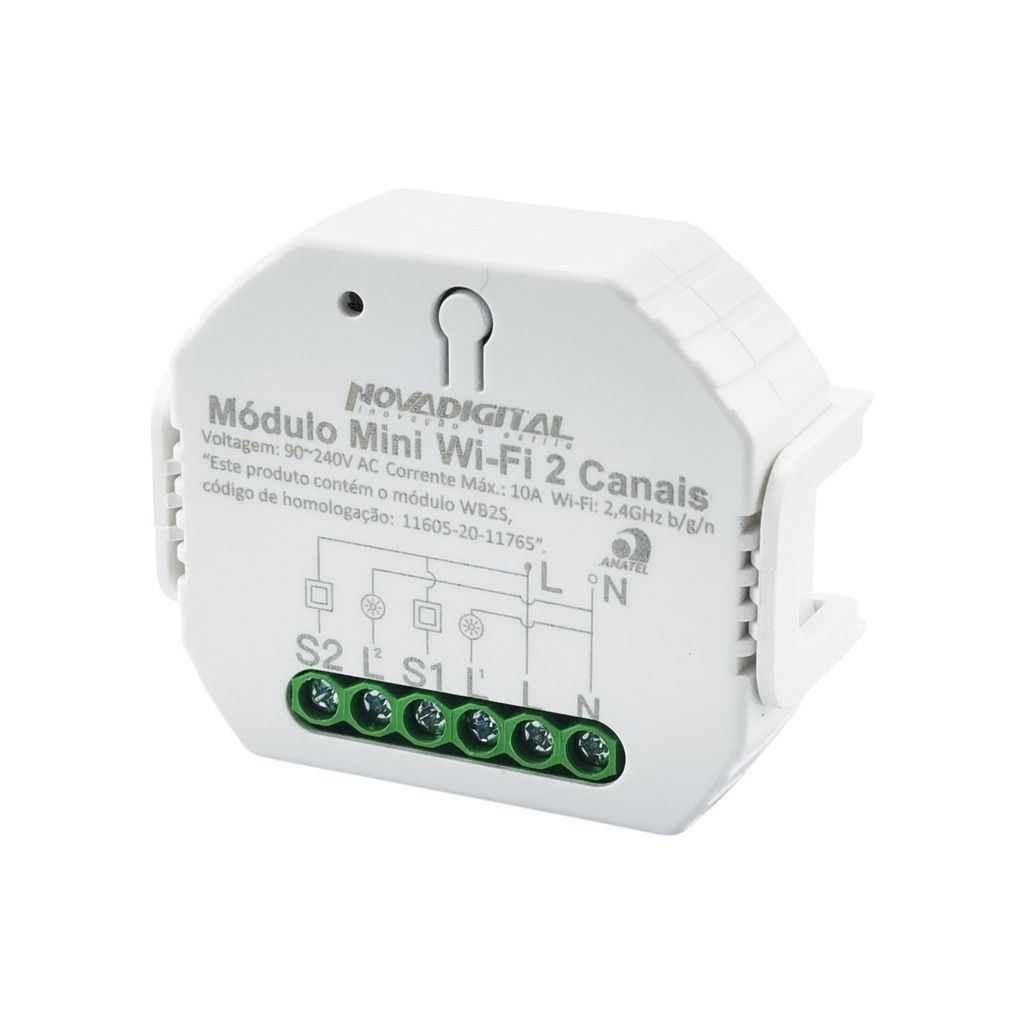 NOVADIGITAL
inovação e estilo
Módulo Mini Wi-Fi 2 Canais
Voltagem: 90~240V AC Corrente Máx.: 10A Wi-Fi: 2,4GHz b/g/n
"Este produto contém o módulo WB2S,
código de homologação: 11605-20-11765".
ANATEL
L N
S2 L² S1 L¹ L N